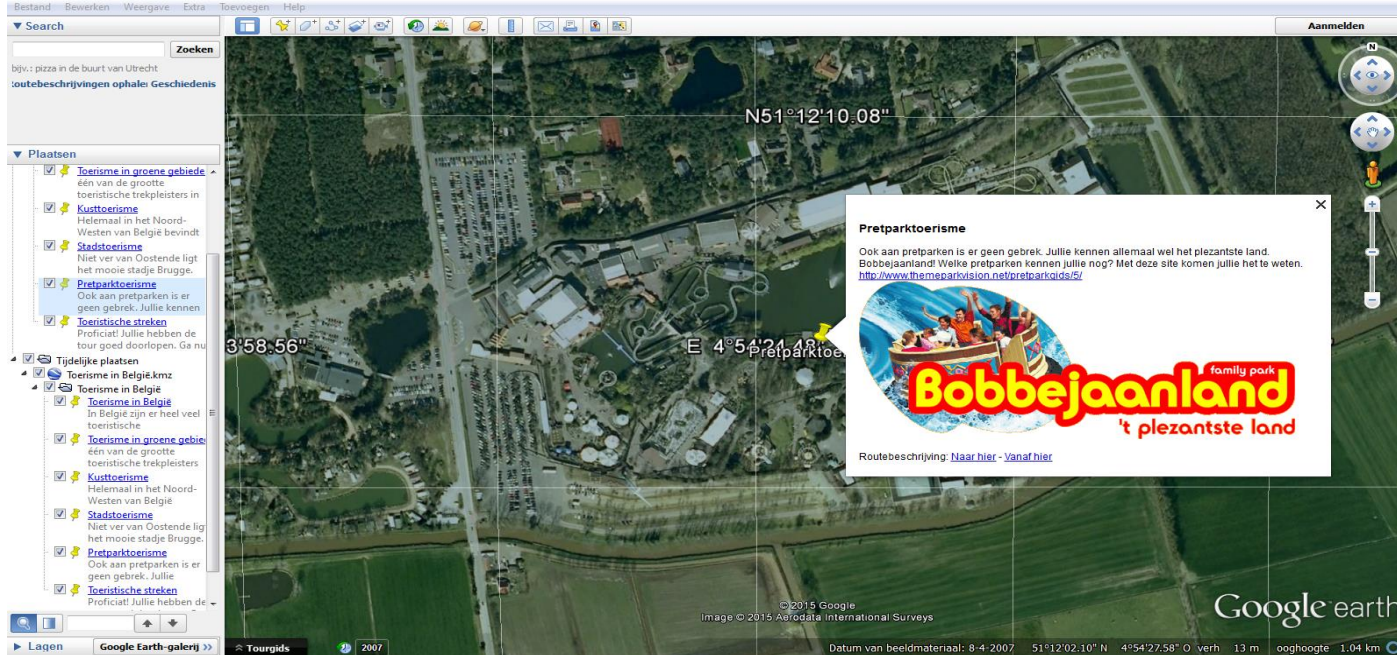 Bestand Bewerken Weergave Extra Toevoegen Help
Search
Zoeken
bijv.: pizza in de buurt van Utrecht
outebeschrijvingen ophale Geschiedenis
Plaatsen
Toerisme in groene gebiede
één van de grootte
toeristische trekpleisters in
Kusttoerisme
Helemaal in het Noord-
Westen van België bevindt
Stadstoerisme
Niet ver van Oostende ligt
het mooie stadje Brugge.
Pretparktoerisme
Ook aan pretparken is er
geen gebrek. Jullie kennen
Toeristische streken
Proficiat! Jullie hebben de
tour goed doorlopen. Ga nu
Tijdelijke plaatsen
Toerisme in België.kmz
Toerisme in België
Toerisme in België
In België zijn er heel veel
toeristische
Toerisme in groene gebie
één van de grootte
toeristische trekpleisters
Kusttoerisme
Helemaal in het Noord-
Westen van België
Stadstoerisme
Niet ver van Oostende lig
het mooie stadje Brugge.
Pretparktoerisme
Ook aan pretparken is er
geen gebrek. Jullie
Toeristische streken
Proficiat! Jullie hebben de
Lagen
Google Earth-galerij >>
Aanmelden
N
N51°12'10.08"
3'58.56"
E 4°54'24.48"
Pretparktoe
Pretparktoerisme
Ook aan pretparken is er geen gebrek. Jullie kennen allemaal wel het plezantste land.
Bobbejaanland! Welke pretparken kennen jullie nog? Met deze site komen jullie het te weten.
http://www.themeparkvision.net/pretparkgids/5/
family park
Bobbejaanland
't plezantste land
Routebeschrijving: Naar hier - Vanaf hier
© 2015 Google
Image © 2015 Aerodata International Surveys
Google earth
Tourgids
2007
Datum van beeldmateriaal: 8-4-2007 51°12'02.10" N 4°54'27.58" O verh 13 m ooghoogte 1.04 km